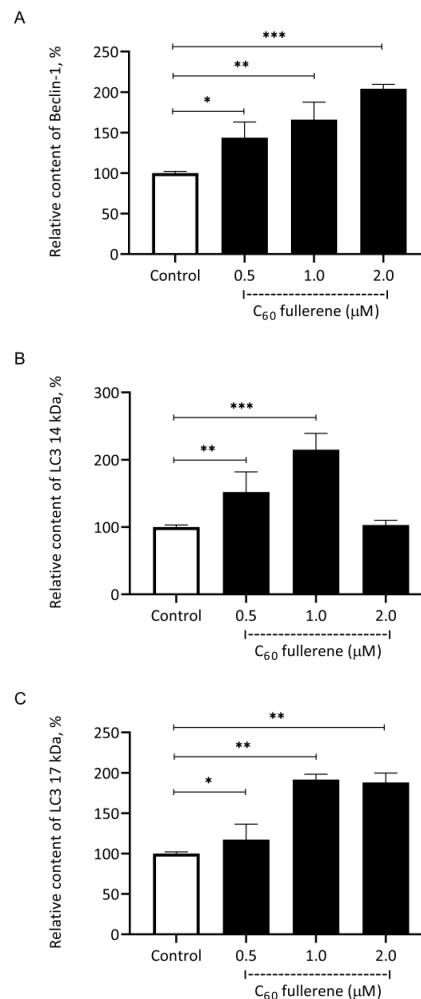 A
Relative content of Beclin-1, %
250
200
150
100
50
0
*
**
***
Control 0.5 1.0 2.0
C₆₀ fullerene (μM)
B
Relative content of LC3 14 kDa, %
300
200
100
0
**
***
Control 0.5 1.0 2.0
C₆₀ fullerene (μM)
C
Relative content of LC3 17 kDa, %
250
200
150
100
50
0
*
**
**
Control 0.5 1.0 2.0
C₆₀ fullerene (μM)